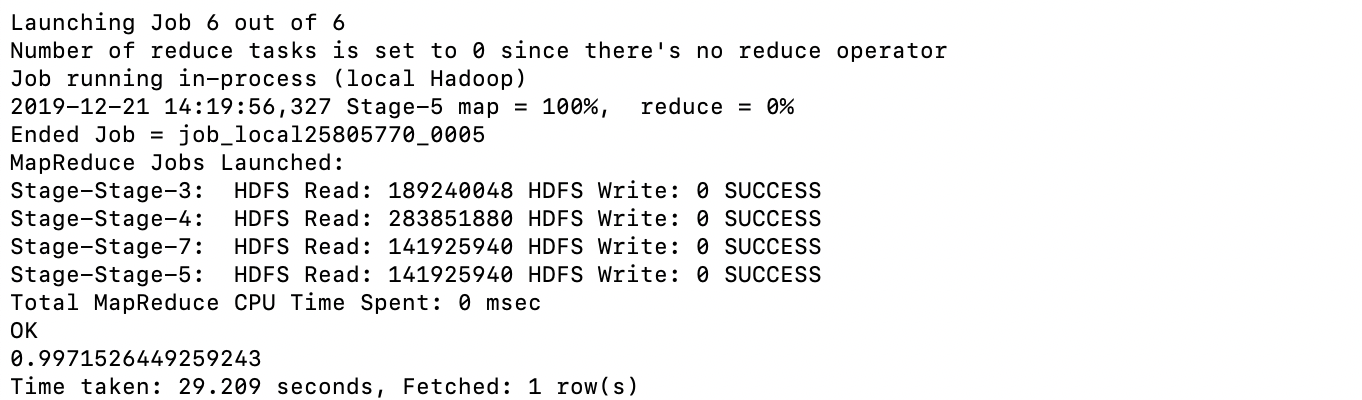 Launching Job 6 out of 6
Number of reduce tasks is set to 0 since there's no reduce operator
Job running in-process (local Hadoop)
2019-12-21 14:19:56,327 Stage-5 map = 100%,  reduce = 0%
Ended Job = job_local25805770_0005
MapReduce Jobs Launched:
Stage-Stage-3:  HDFS Read: 189240048 HDFS Write: 0 SUCCESS
Stage-Stage-4:  HDFS Read: 283851880 HDFS Write: 0 SUCCESS
Stage-Stage-7:  HDFS Read: 141925940 HDFS Write: 0 SUCCESS
Stage-Stage-5:  HDFS Read: 141925940 HDFS Write: 0 SUCCESS
Total MapReduce CPU Time Spent: 0 msec
OK
0.9971526449259243
Time taken: 29.209 seconds, Fetched: 1 row(s)